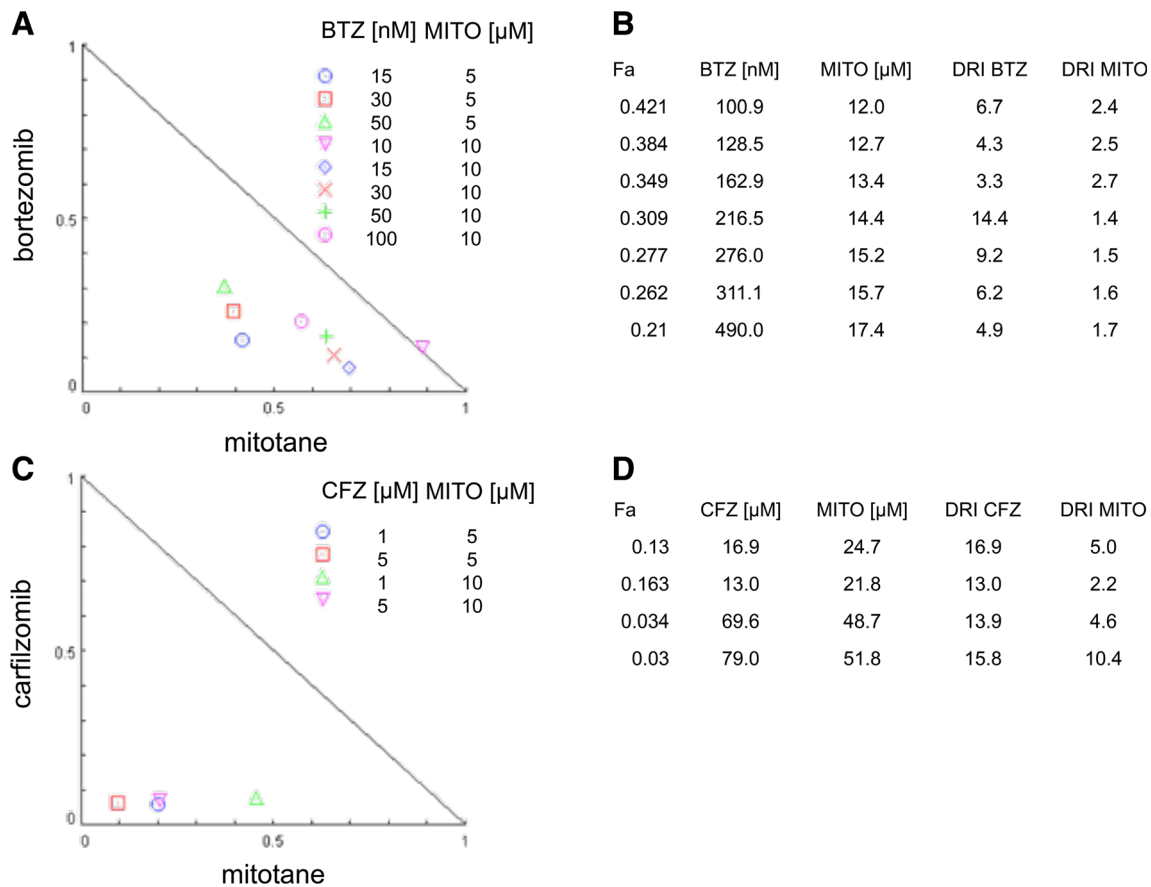 A
BTZ [nM] MITO [µM]
15 5
30 5
50 5
10 10
15 10
30 10
50 10
100 10
1
0.5
0
0 0.5 1
bortezomib
mitotane
B
Fa BTZ [nM] MITO [µM] DRI BTZ DRI MITO
0.421 100.9 12.0 6.7 2.4
0.384 128.5 12.7 4.3 2.5
0.349 162.9 13.4 3.3 2.7
0.309 216.5 14.4 14.4 1.4
0.277 276.0 15.2 9.2 1.5
0.262 311.1 15.7 6.2 1.6
0.21 490.0 17.4 4.9 1.7
C
CFZ [µM] MITO [µM]
1 5
5 5
1 10
5 10
1
0.5
0
0 0.5 1
carfilzomib
mitotane
D
Fa CFZ [µM] MITO [µM] DRI CFZ DRI MITO
0.13 16.9 24.7 16.9 5.0
0.163 13.0 21.8 13.0 2.2
0.034 69.6 48.7 13.9 4.6
0.03 79.0 51.8 15.8 10.4